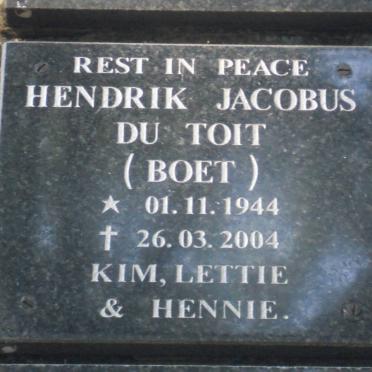 REST IN PEACE
HENDRIK JACOBUS
DU TOIT
(BOET)
★ 01.11.1944
✝ 26.03.2004
KIM, LETTIE
& HENNIE.